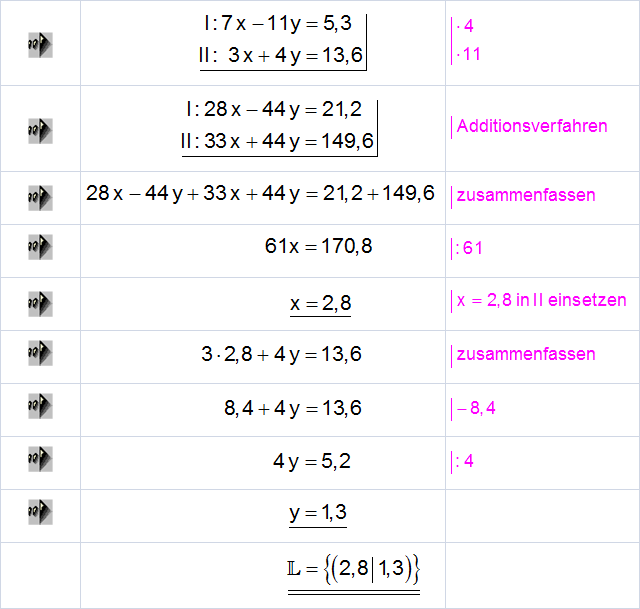 I: 7x − 11y = 5,3 | · 4
II: 3x + 4y = 13,6 | · 11
I: 28x − 44y = 21,2
II: 33x + 44y = 149,6 | Additionsverfahren
28x − 44y + 33x + 44y = 21,2 + 149,6 | zusammenfassen
61x = 170,8 | : 61
x = 2,8 | x = 2,8 in II einsetzen
3 · 2,8 + 4y = 13,6 | zusammenfassen
8,4 + 4y = 13,6 | − 8,4
4y = 5,2 | : 4
y = 1,3
𝕃 = {(2,8 | 1,3)}